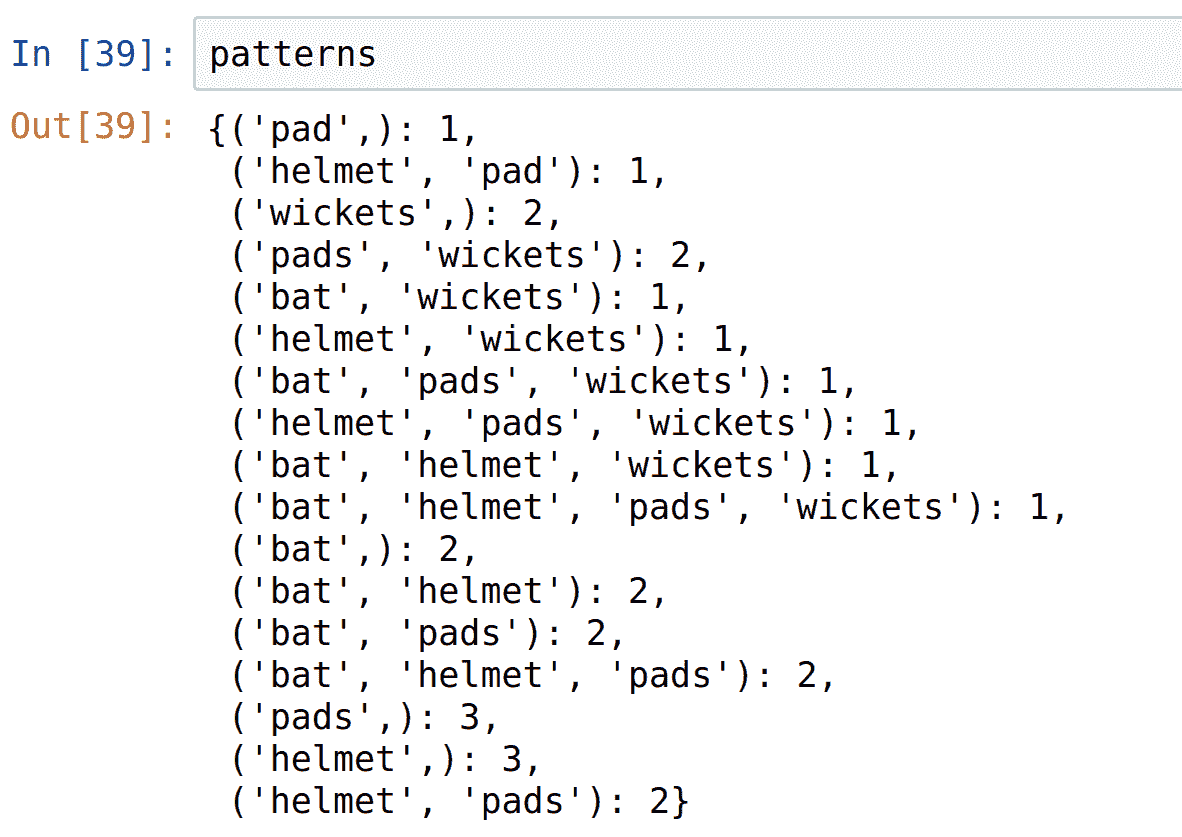 In [39]: patterns
Out[39]: {('pad',): 1,
('helmet', 'pad'): 1,
('wickets',): 2,
('pads', 'wickets'): 2,
('bat', 'wickets'): 1,
('helmet', 'wickets'): 1,
('bat', 'pads', 'wickets'): 1,
('helmet', 'pads', 'wickets'): 1,
('bat', 'helmet', 'wickets'): 1,
('bat', 'helmet', 'pads', 'wickets'): 1,
('bat',): 2,
('bat', 'helmet'): 2,
('bat', 'pads'): 2,
('bat', 'helmet', 'pads'): 2,
('pads',): 3,
('helmet',): 3,
('helmet', 'pads'): 2}